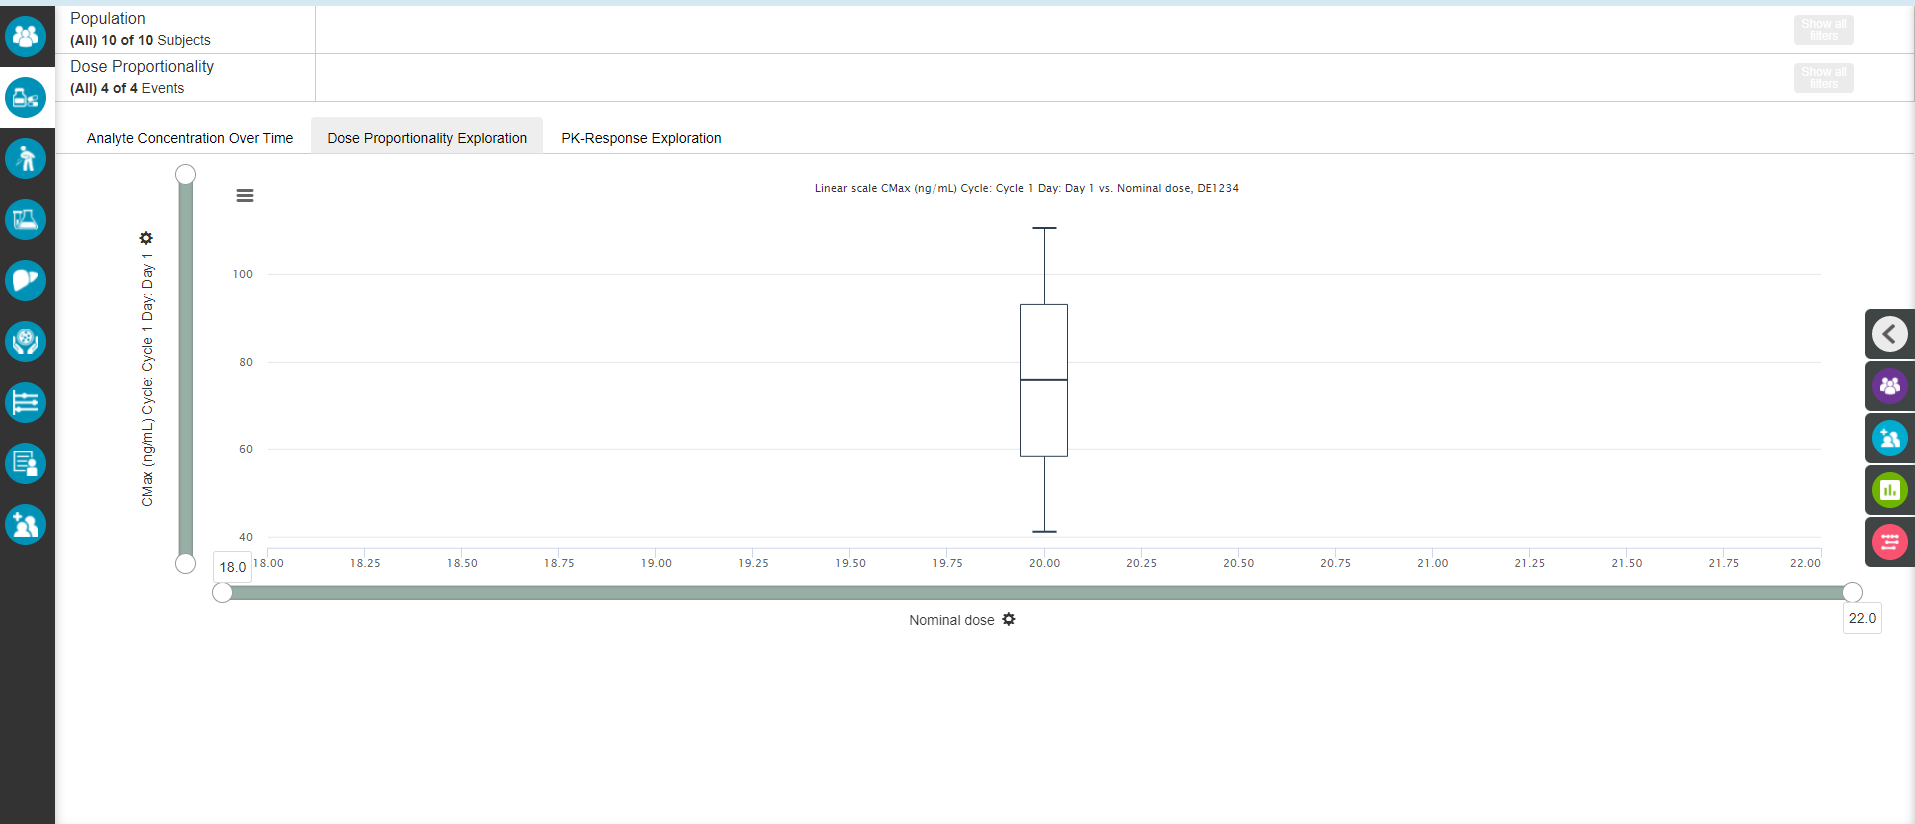 Population
(All) 10 of 10 Subjects
Show all
filters
Dose Proportionality
(All) 4 of 4 Events
Show all
filters
Analyte Concentration Over Time
Dose Proportionality Exploration
PK-Response Exploration
Linear scale CMax (ng/mL) Cycle: Cycle 1 Day: Day 1 vs. Nominal dose, DE1234
CMax (ng/mL) Cycle: Cycle 1 Day: Day 1
100
80
60
40
18.0
18.00 18.25 18.50 18.75 19.00 19.25 19.50 19.75 20.00 20.25 20.50 20.75 21.00 21.25 21.50 21.75 22.00
Nominal dose
22.0